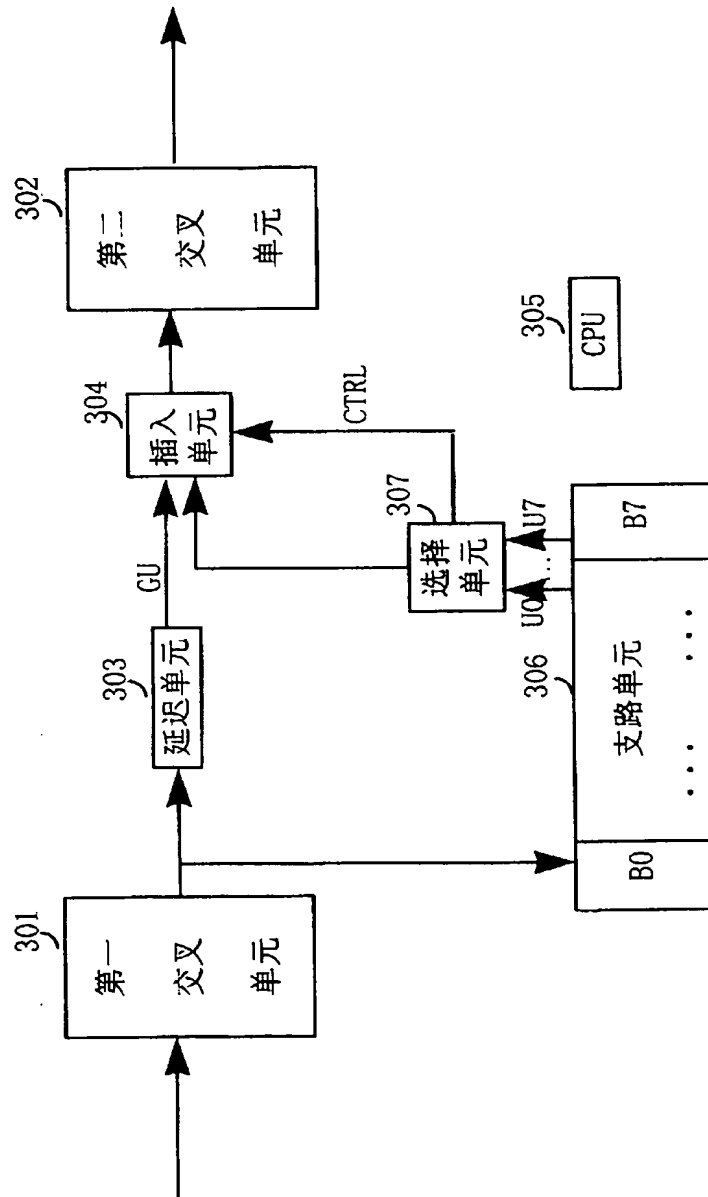 301
第一
交叉
单元
303
延迟单元
GU
304
插入
单元
302
第二
交叉
单元
CTRL
307
选择
单元
U0
...
U7
305
CPU
306
B0
支路单元
... ...
B7